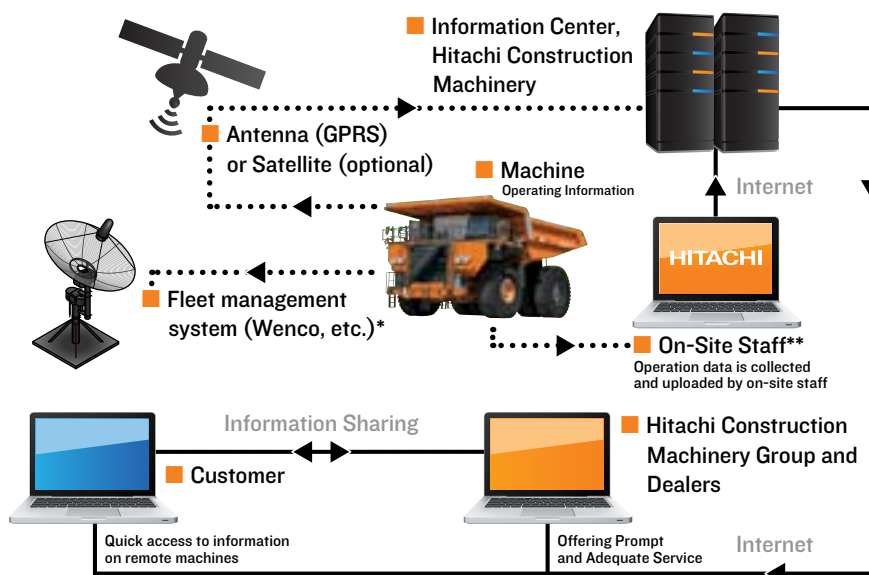 Information Center,
Hitachi Construction
Machinery
Antenna (GPRS)
or Satellite (optional)
Machine
Operating Information
Internet
HITACHI
Fleet management
system (Wenco, etc.)*
On-Site Staff**
Operation data is collected
and uploaded by on-site staff
Information Sharing
Customer
Hitachi Construction
Machinery Group and
Dealers
Quick access to information
on remote machines
Offering Prompt
and Adequate Service
Internet